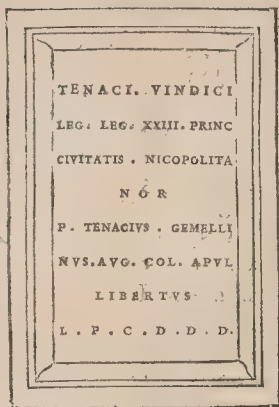 TENACI. VINDICI
LEG. LEG. XXIII. PRINC
CIVITATIS. NICOPOLITA
NOR
P. TENACIVS. GEMELLI
NVS. AVG. COL. APVL
LIBERTVS
L. P. C. D. D. D.